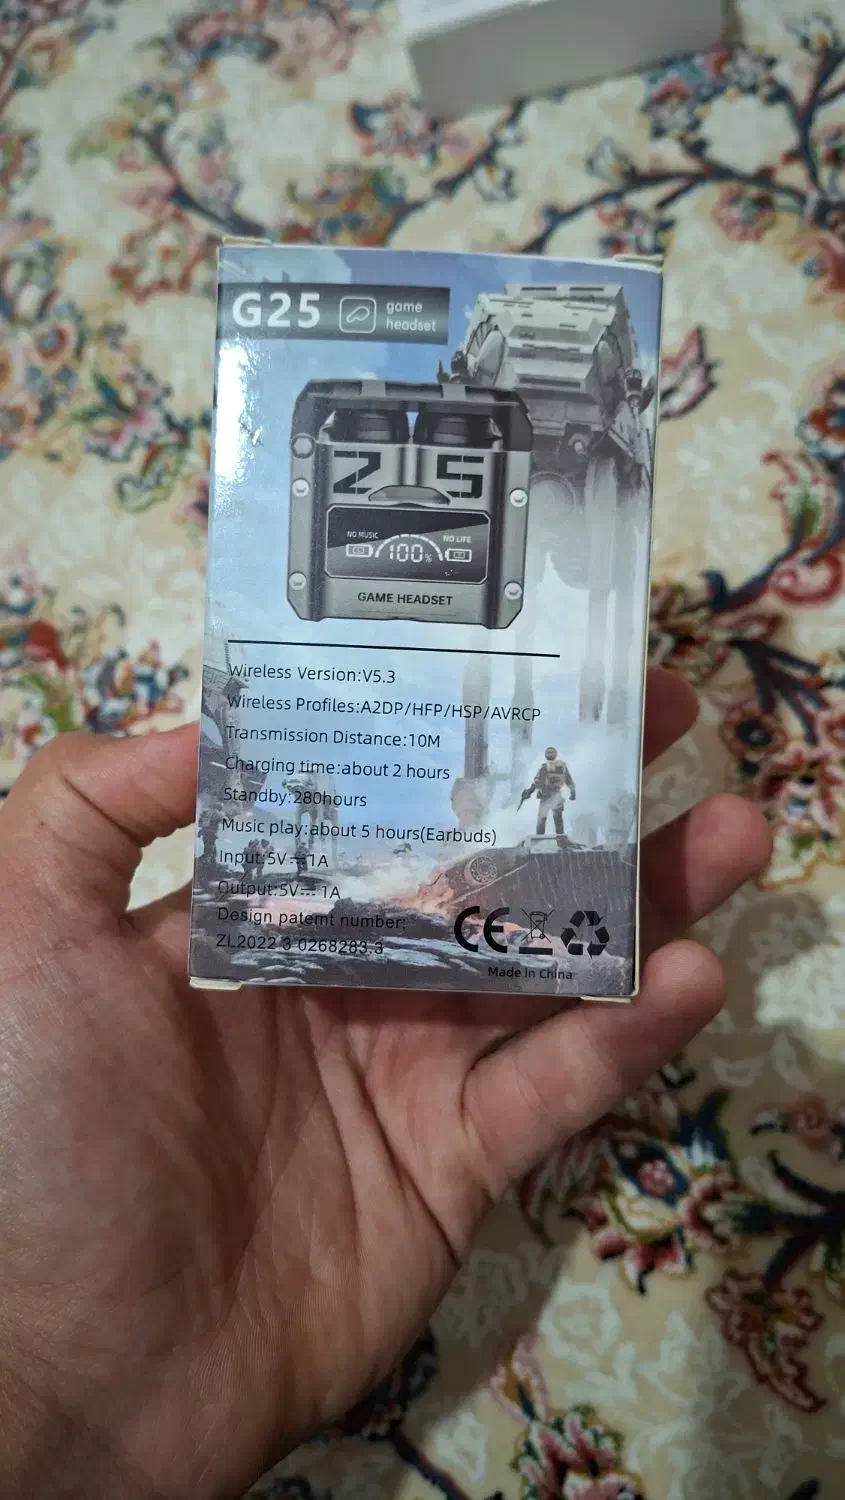 G25
game
headset
25
NO MUSIC
NO LIFE
100%
GAME HEADSET
Wireless Version:V5.3
Wireless Profiles:A2DP/HFP/HSP/AVRCP
Transmission Distance:10M
Charging time:about 2 hours
Standby:280hours
Music play:about 5 hours(Earbuds)
Input:5V⎓1A
Output:5V⎓1A
Design patemt number:
ZL2022 3 0268283.3
CE
Made In China